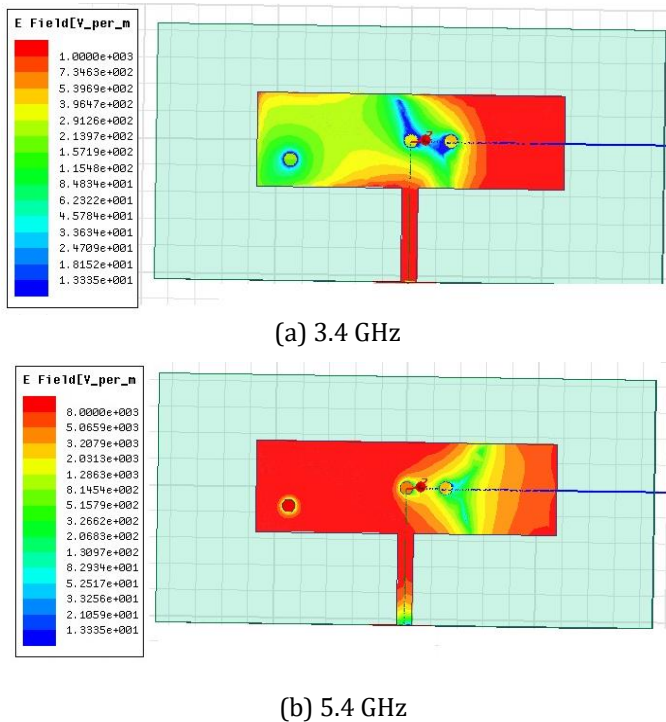 E Field[V_per_m
1.0000e+003
7.3463e+002
5.3969e+002
3.9647e+002
2.9126e+002
2.1397e+002
1.5719e+002
1.1548e+002
8.4834e+001
6.2322e+001
4.5784e+001
3.3634e+001
2.4709e+001
1.8152e+001
1.3335e+001
(a) 3.4 GHz
E Field[V_per_m
8.0000e+003
5.0659e+003
3.2079e+003
2.0313e+003
1.2863e+003
8.1454e+002
5.1579e+002
3.2662e+002
2.0683e+002
1.3097e+002
8.2934e+001
5.2517e+001
3.3256e+001
2.1059e+001
1.3335e+001
(b) 5.4 GHz